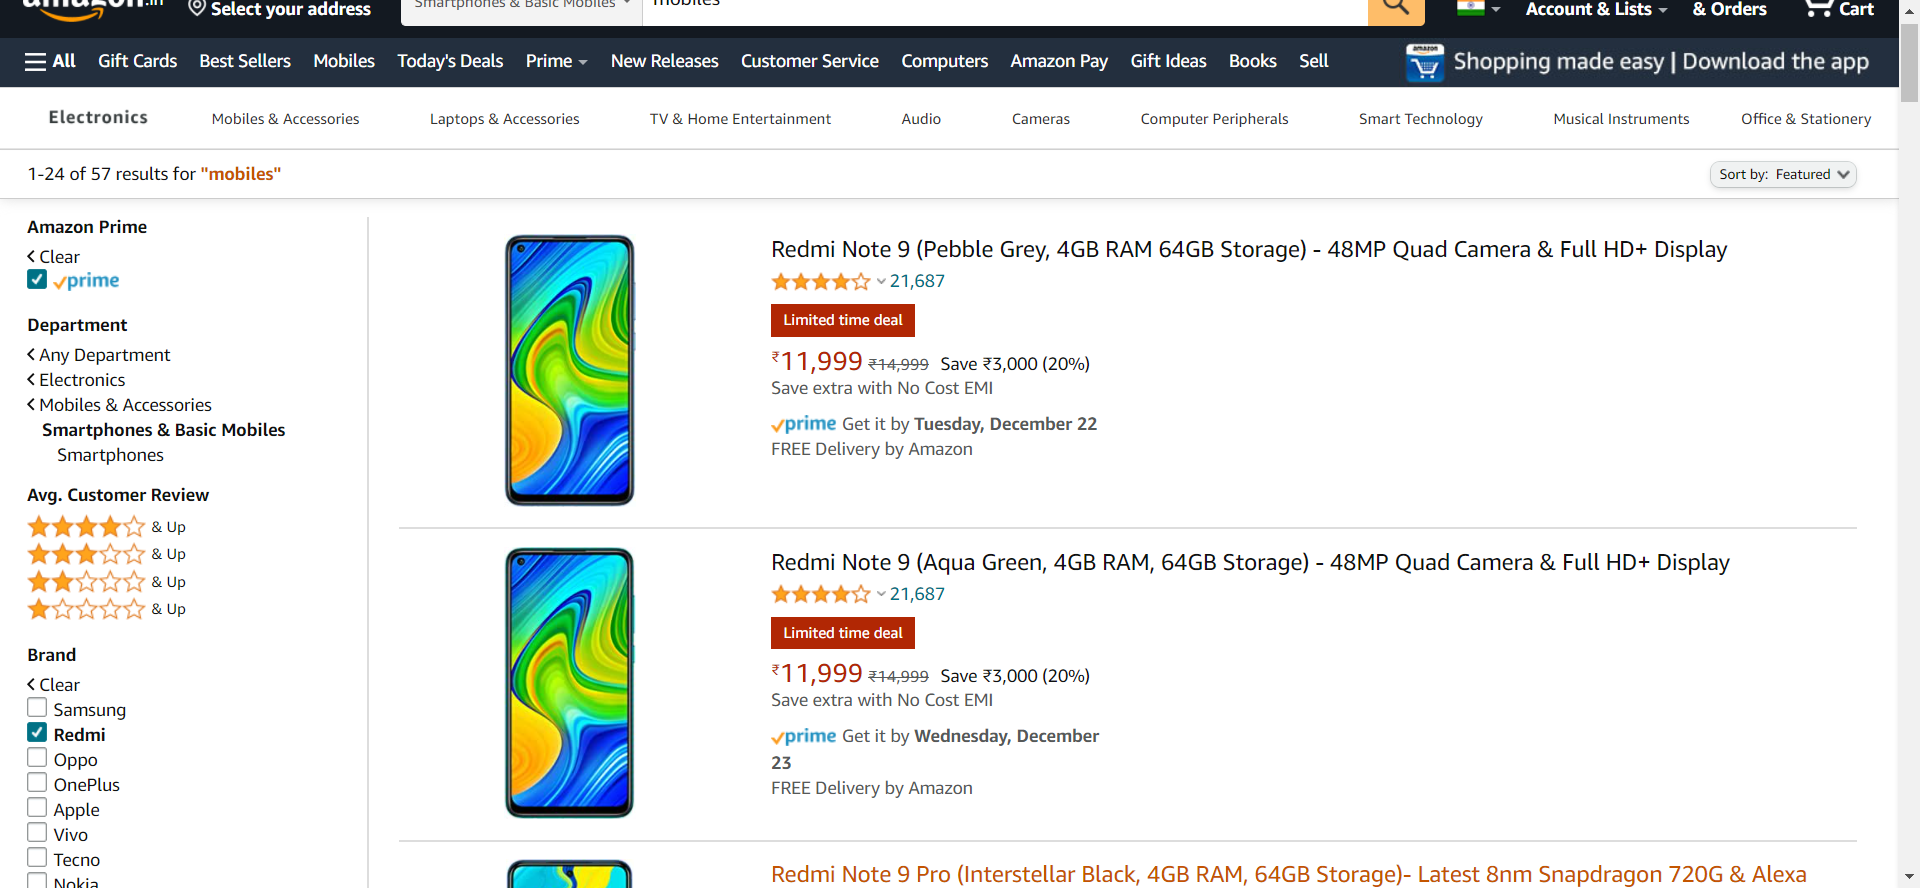 amazon.in
Select your address
Smartphones & Basic Mobiles
mobiles
Account & Lists
& Orders
Cart
All Gift Cards Best Sellers Mobiles Today's Deals Prime New Releases Customer Service Computers Amazon Pay Gift Ideas Books Sell
amazon
Shopping made easy | Download the app
Electronics Mobiles & Accessories Laptops & Accessories TV & Home Entertainment Audio Cameras Computer Peripherals Smart Technology Musical Instruments Office & Stationery
1-24 of 57 results for "mobiles"
Sort by: Featured
Amazon Prime
Clear
prime
Department
Any Department
Electronics
Mobiles & Accessories
Smartphones & Basic Mobiles
Smartphones
Avg. Customer Review
& Up
& Up
& Up
& Up
Brand
Clear
Samsung
Redmi
Oppo
OnePlus
Apple
Vivo
Tecno
Nokia
Redmi Note 9 (Pebble Grey, 4GB RAM 64GB Storage) - 48MP Quad Camera & Full HD+ Display
21,687
Limited time deal
₹11,999 ₹14,999 Save ₹3,000 (20%)
Save extra with No Cost EMI
prime Get it by Tuesday, December 22
FREE Delivery by Amazon
Redmi Note 9 (Aqua Green, 4GB RAM, 64GB Storage) - 48MP Quad Camera & Full HD+ Display
21,687
Limited time deal
₹11,999 ₹14,999 Save ₹3,000 (20%)
Save extra with No Cost EMI
prime Get it by Wednesday, December
23
FREE Delivery by Amazon
Redmi Note 9 Pro (Interstellar Black, 4GB RAM, 64GB Storage)- Latest 8nm Snapdragon 720G & Alexa